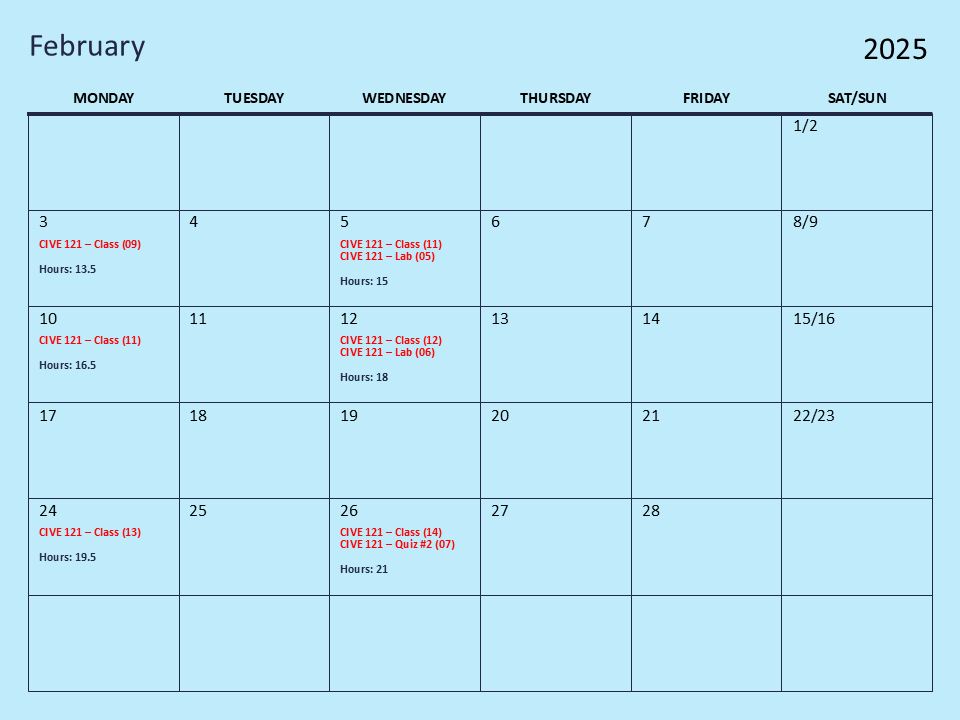 February
2025
MONDAY
TUESDAY
WEDNESDAY
THURSDAY
FRIDAY
SAT/SUN
1/2
3
CIVE 121 – Class (09)
Hours: 13.5
4
5
CIVE 121 – Class (11)
CIVE 121 – Lab (05)
Hours: 15
6
7
8/9
10
CIVE 121 – Class (11)
Hours: 16.5
11
12
CIVE 121 – Class (12)
CIVE 121 – Lab (06)
Hours: 18
13
14
15/16
17
18
19
20
21
22/23
24
CIVE 121 – Class (13)
Hours: 19.5
25
26
CIVE 121 – Class (14)
CIVE 121 – Quiz #2 (07)
Hours: 21
27
28